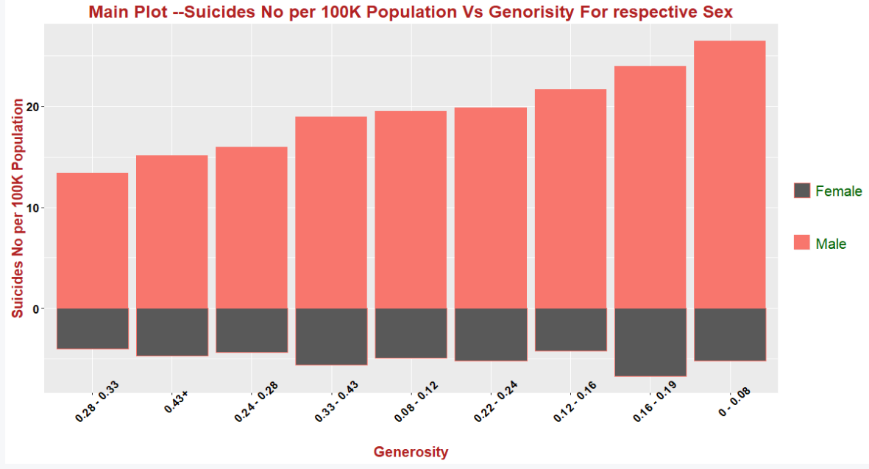 Main Plot --Suicides No per 100K Population Vs Genorisity For respective Sex
Suicides No per 100K Population
20
10
0
0.28 - 0.33
0.43+
0.24 - 0.28
0.33 - 0.43
0.08 - 0.12
0.22 - 0.24
0.12 - 0.16
0.16 - 0.19
0 - 0.08
Generosity
Female
Male